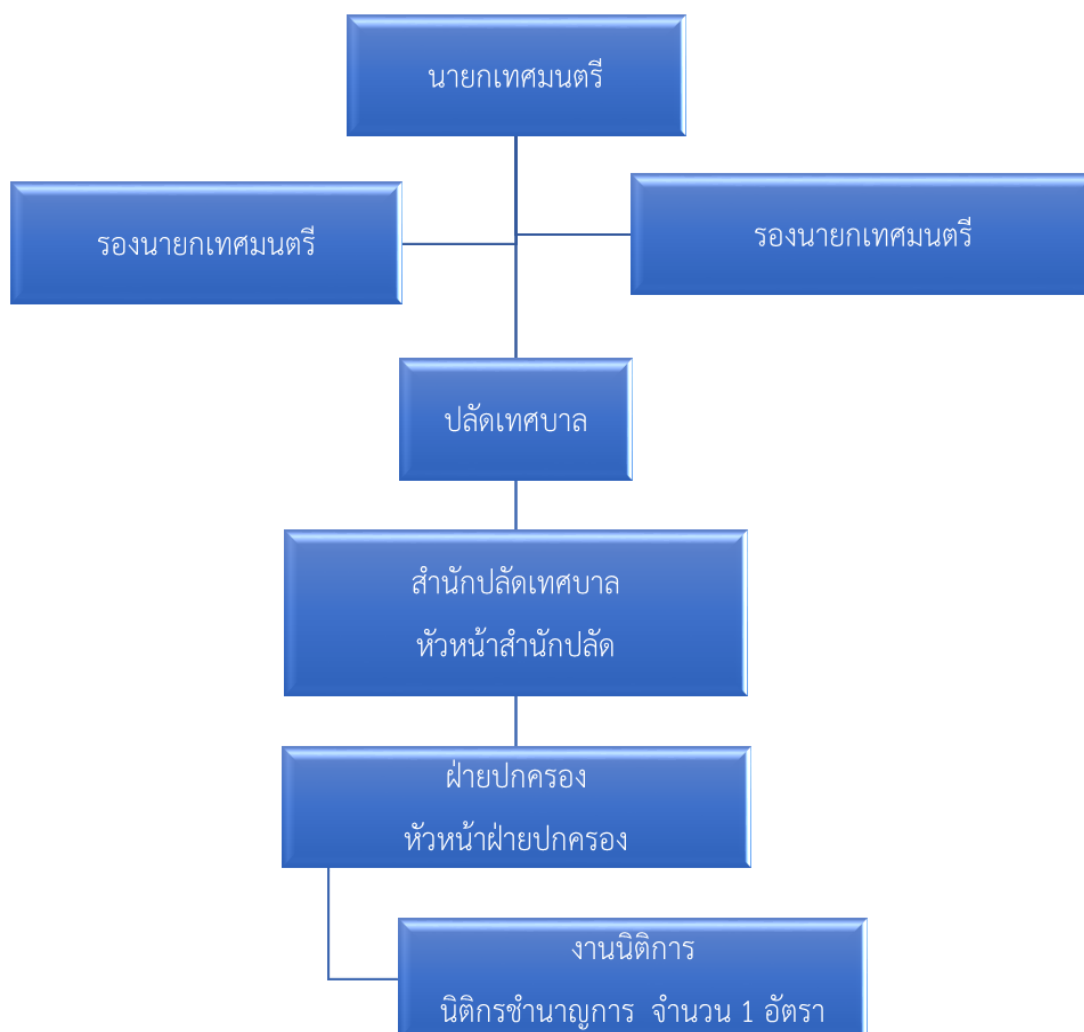 นายกเทศมนตรี
รองนายกเทศมนตรี
รองนายกเทศมนตรี
ปลัดเทศบาล
สำนักปลัดเทศบาล
หัวหน้าสำนักปลัด
ฝ่ายปกครอง
หัวหน้าฝ่ายปกครอง
งานนิติการ
นิติกรชำนาญการ จำนวน 1 อัตรา